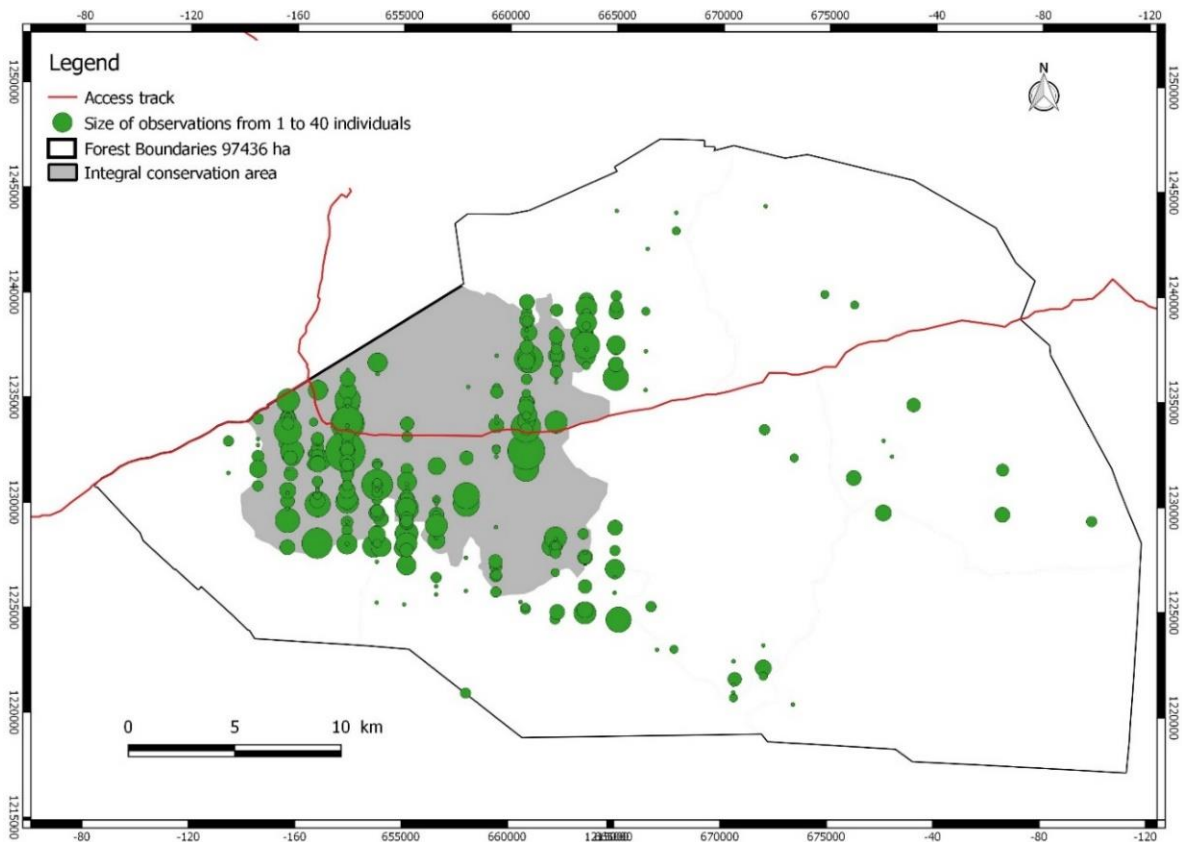 -80 -120 -160 655000 660000 665000 670000 675000 -40 -80 -120
Legend
Access track
Size of observations from 1 to 40 individuals
Forest Boundaries 97436 ha
Integral conservation area
N
1250000
1245000
1240000
1235000
1230000
1225000
1220000
1215000
1250000
1245000
1240000
1235000
1230000
1225000
1220000
0 5 10 km
-80 -120 -160 655000 660000 670000 675000 -40 -80 -120